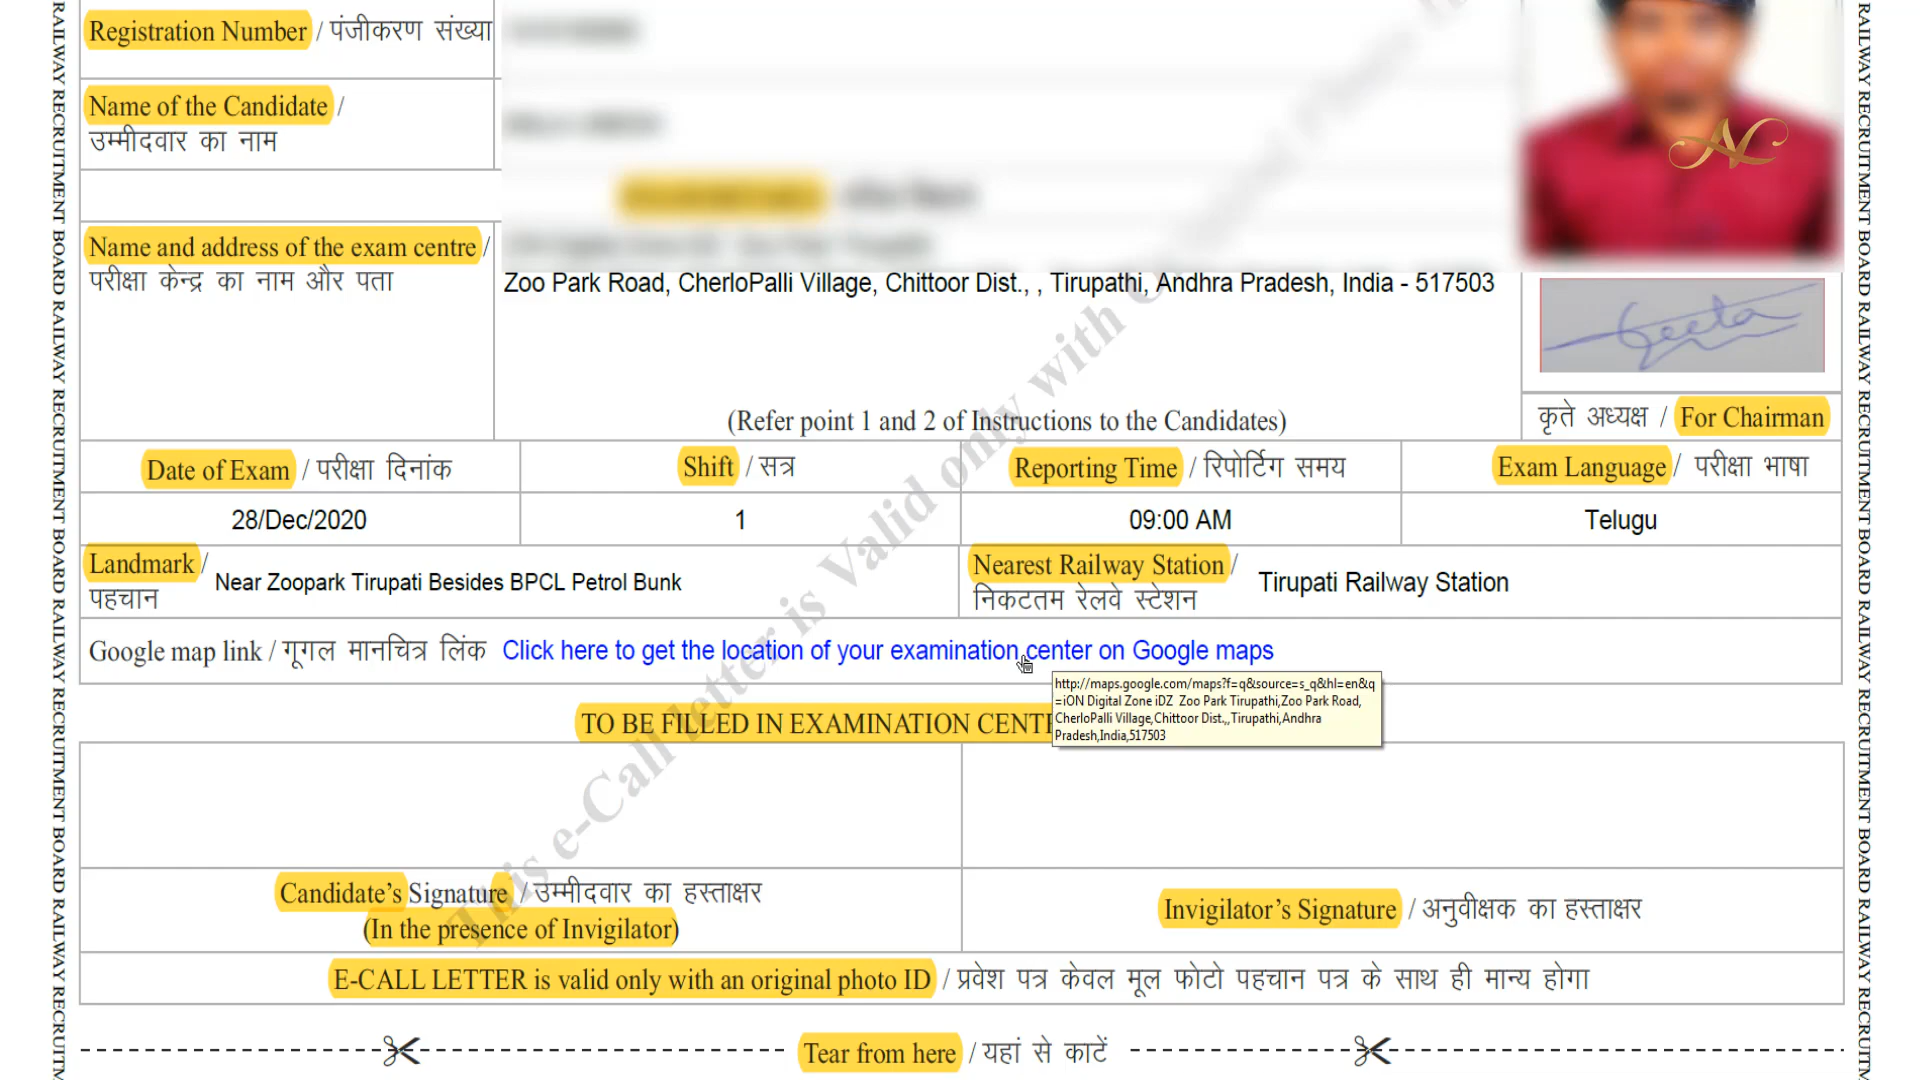 Registration Number / पंजीकरण संख्या
Name of the Candidate /
उम्मीदवार का नाम
Name and address of the exam centre /
परीक्षा केन्द्र का नाम और पता
Zoo Park Road, CherloPalli Village, Chittoor Dist., , Tirupathi, Andhra Pradesh, India - 517503
(Refer point 1 and 2 of Instructions to the Candidates)
कृते अध्यक्ष / For Chairman
Date of Exam / परीक्षा दिनांक
Shift / सत्र
Reporting Time / रिपोर्टिंग समय
Exam Language / परीक्षा भाषा
28/Dec/2020
1
09:00 AM
Telugu
Landmark /
पहचान
Near Zoopark Tirupati Besides BPCL Petrol Bunk
Nearest Railway Station /
निकटतम रेलवे स्टेशन
Tirupati Railway Station
Google map link / गूगल मानचित्र लिंक Click here to get the location of your examination center on Google maps
http://maps.google.com/maps?f=q&source=s_q&hl=en&q
=iON Digital Zone iDZ Zoo Park Tirupathi,Zoo Park Road,
CherloPalli Village,Chittoor Dist.,,Tirupathi,Andhra
Pradesh,India,517503
TO BE FILLED IN EXAMINATION CENT
Candidate's Signature / उम्मीदवार का हस्ताक्षर
(In the presence of Invigilator)
Invigilator's Signature / अनुवीक्षक का हस्ताक्षर
E-CALL LETTER is valid only with an original photo ID / प्रवेश पत्र केवल मूल फोटो पहचान पत्र के साथ ही मान्य होगा
Tear from here / यहां से काटें
This e-Call letter is Valid only with
RAILWAY RECRUITMENT BOARD RAILWAY RECRUITMENT BOARD RAILWAY RECRUITMENT BOARD RAILWAY RECRUITMENT BOARD RAILWAY
RAILWAY RECRUITMENT BOARD RAILWAY RECRUITMENT BOARD RAILWAY RECRUITMENT BOARD RAILWAY RECRUITMENT BOARD RAILWAY